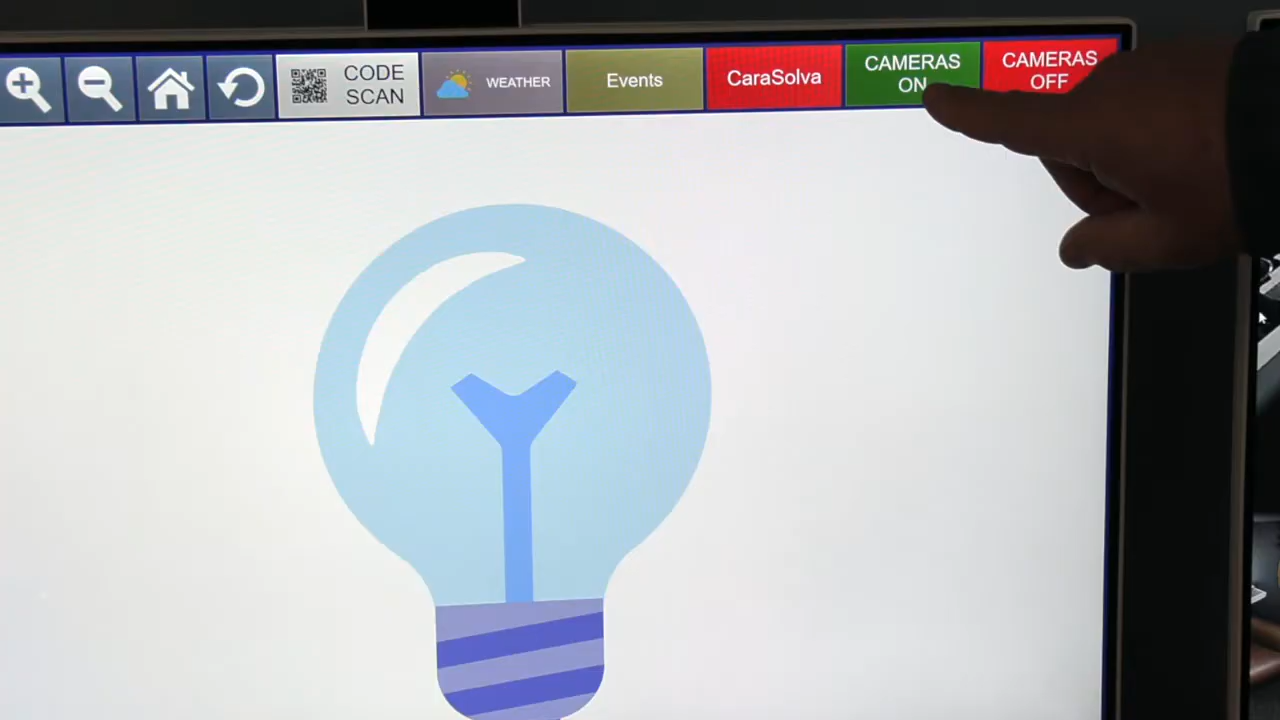 CODE
SCAN
WEATHER
Events
CaraSolva
CAMERAS
ON
CAMERAS
OFF